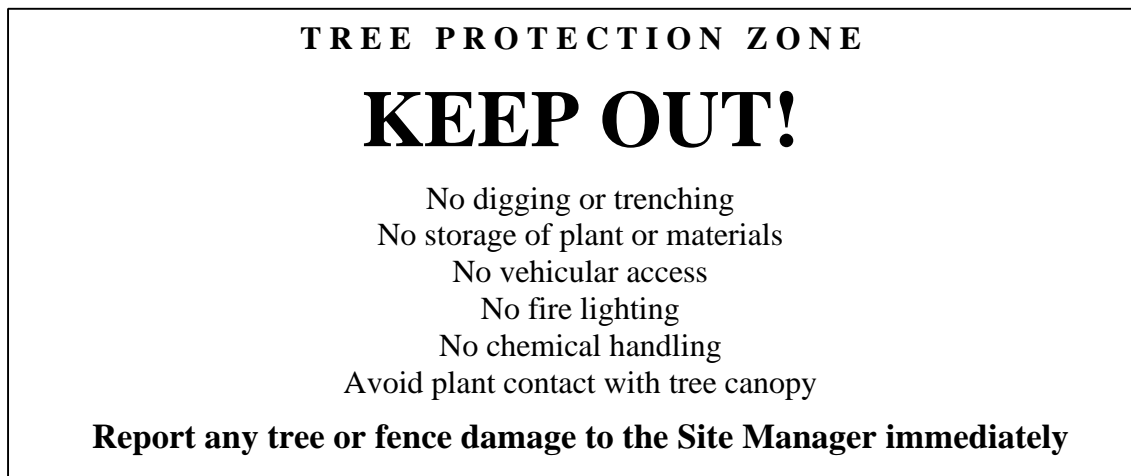 TREE PROTECTION ZONE
KEEP OUT!
No digging or trenching
No storage of plant or materials
No vehicular access
No fire lighting
No chemical handling
Avoid plant contact with tree canopy
Report any tree or fence damage to the Site Manager immediately